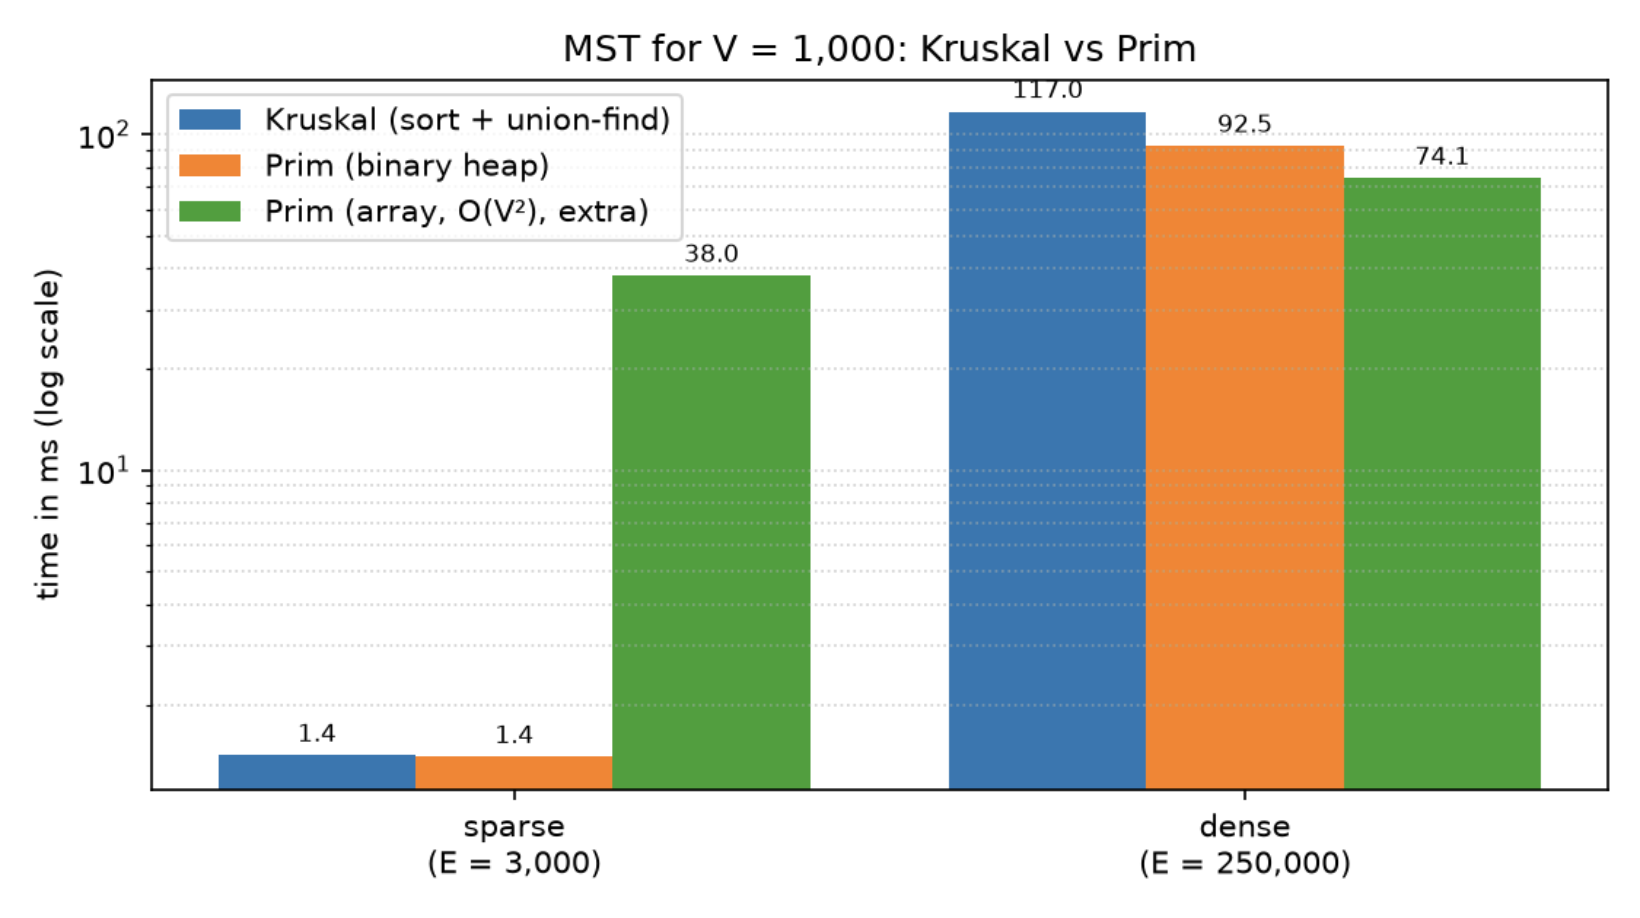 MST for V = 1,000: Kruskal vs Prim
Kruskal (sort + union-find)
Prim (binary heap)
Prim (array, O(V²), extra)
time in ms (log scale)
10²
10¹
1.4
1.4
38.0
117.0
92.5
74.1
sparse
(E = 3,000)
dense
(E = 250,000)